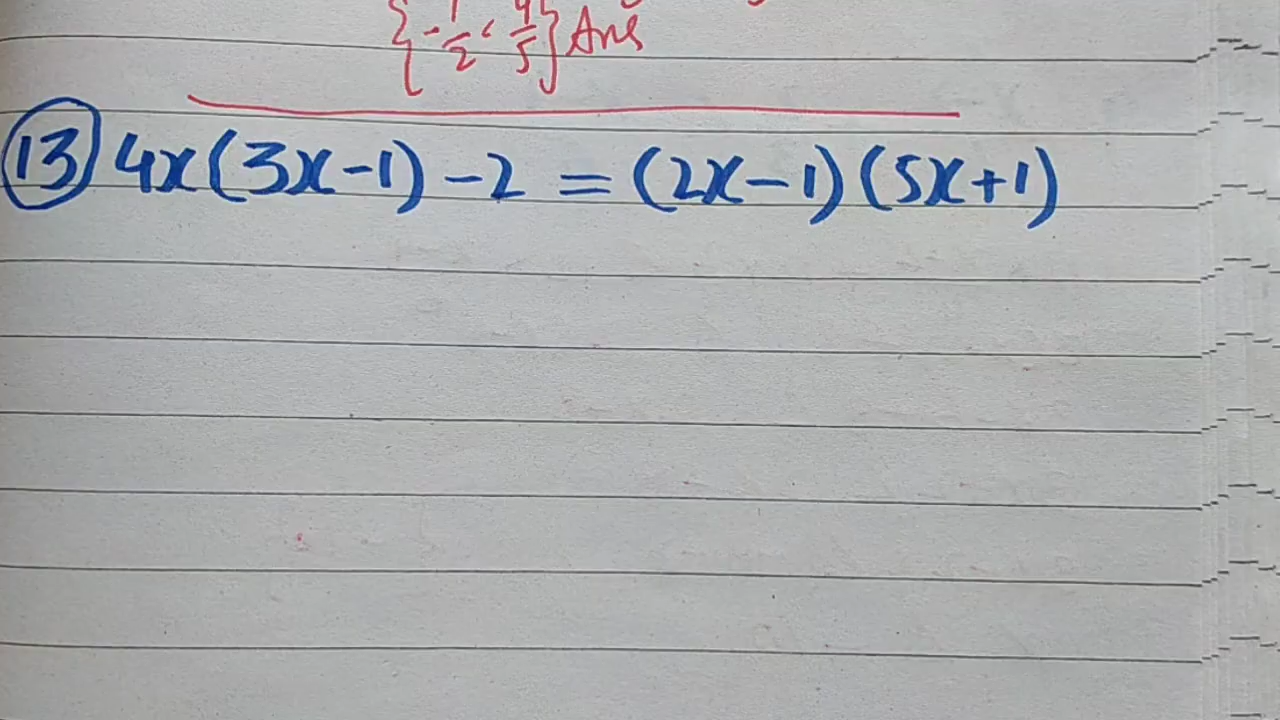 {-1/2, 4/5} Ans
13 4x(3x-1)-2 = (2x-1)(5x+1)